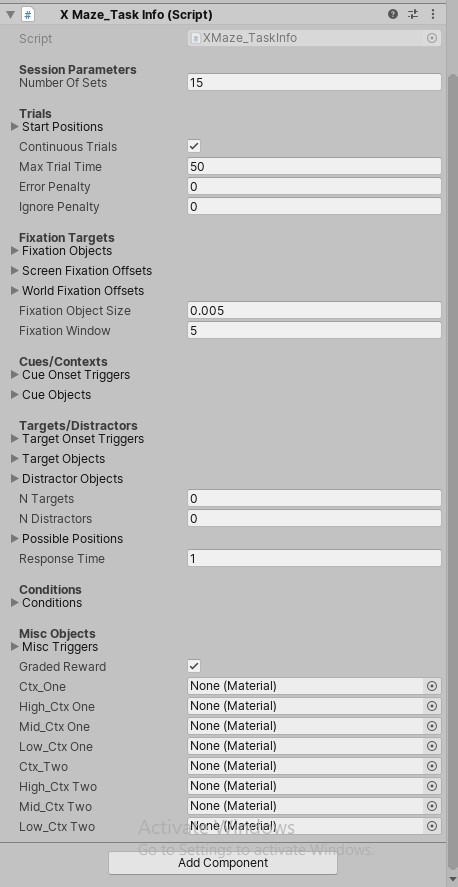 # X Maze_Task Info (Script)
Script # XMaze_TaskInfo
Session Parameters
Number Of Sets 15
Trials
Start Positions
Continuous Trials
Max Trial Time 50
Error Penalty 0
Ignore Penalty 0
Fixation Targets
Fixation Objects
Screen Fixation Offsets
World Fixation Offsets
Fixation Object Size 0.005
Fixation Window 5
Cues/Contexts
Cue Onset Triggers
Cue Objects
Targets/Distractors
Target Onset Triggers
Target Objects
Distractor Objects
N Targets 0
N Distractors 0
Possible Positions
Response Time 1
Conditions
Conditions
Misc Objects
Misc Triggers
Graded Reward
Ctx_One None (Material)
High_Ctx One None (Material)
Mid_Ctx One None (Material)
Low_Ctx One None (Material)
Ctx_Two None (Material)
High_Ctx Two None (Material)
Mid_Ctx Two None (Material)
Low_Ctx Two None (Material)
Activate Windows
Go to Settings to activate Windows.
Add Component